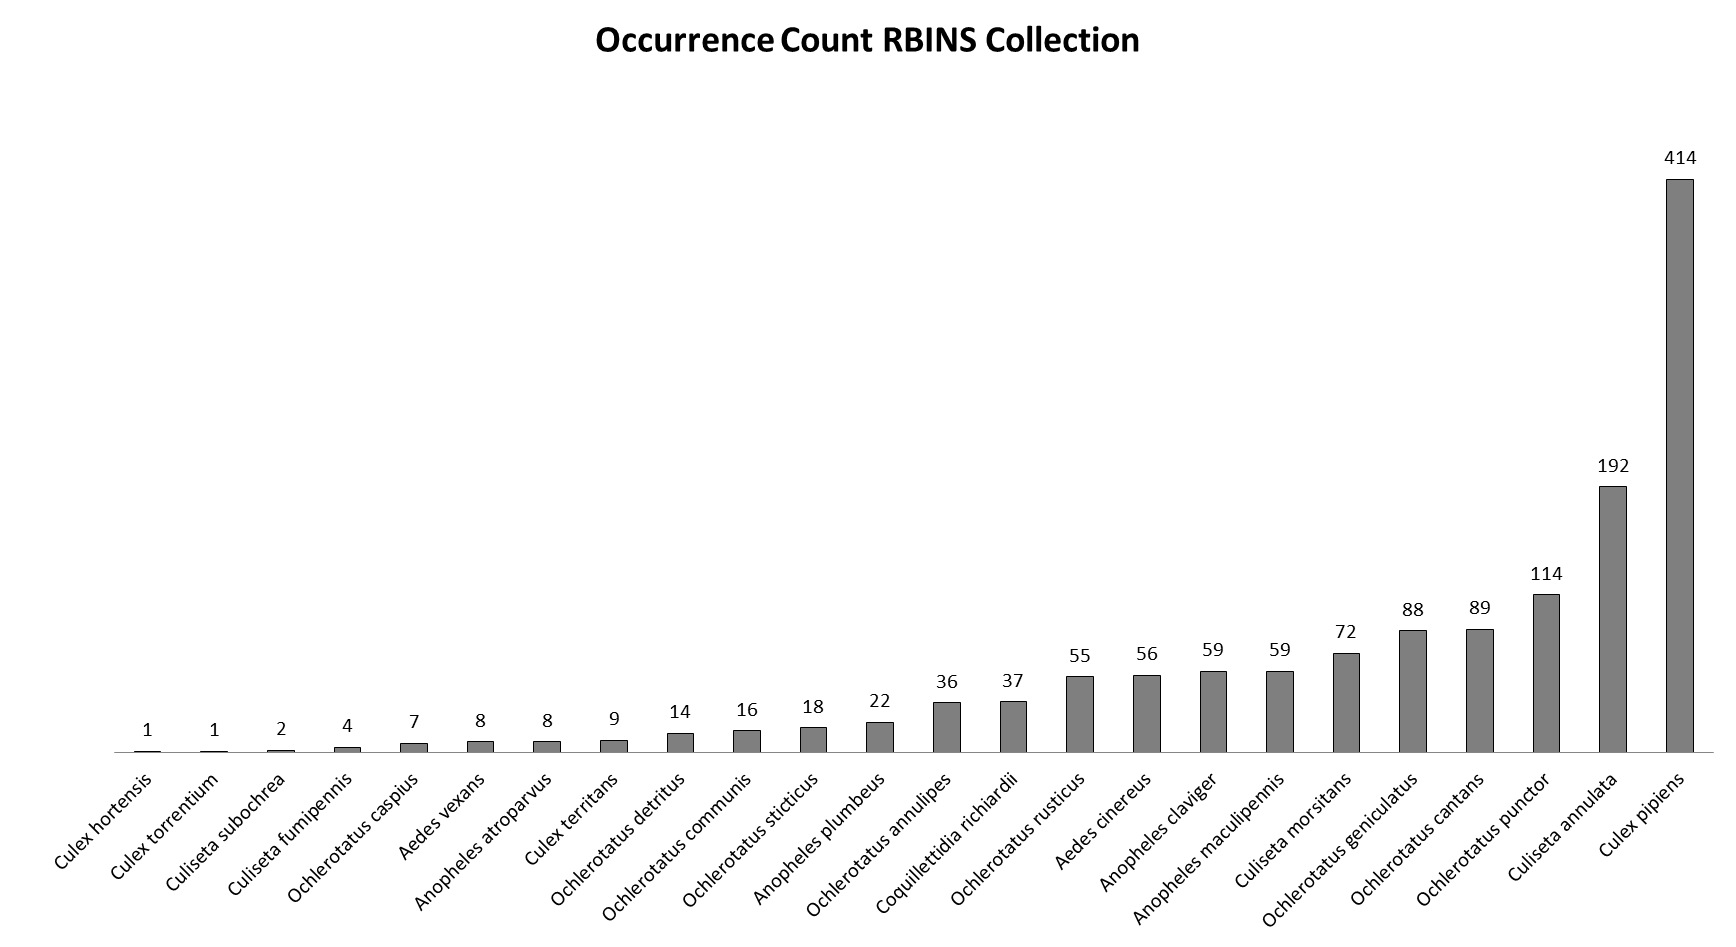 Occurrence Count RBINS Collection
414
192
114
89
88
72
59
59
56
55
37
36
22
18
16
14
9
8
8
7
4
2
1
1
Culex hortensis
Culex torrentium
Culiseta subochrea
Culiseta fumipennis
Ochlerotatus caspius
Aedes vexans
Anopheles atroparvus
Culex territans
Ochlerotatus detritus
Ochlerotatus communis
Ochlerotatus sticticus
Anopheles plumbeus
Ochlerotatus annulipes
Coquillettidia richiardii
Ochlerotatus rusticus
Aedes cinereus
Anopheles claviger
Anopheles maculipennis
Culiseta morsitans
Ochlerotatus geniculatus
Ochlerotatus cantans
Ochlerotatus punctor
Culiseta annulata
Culex pipiens